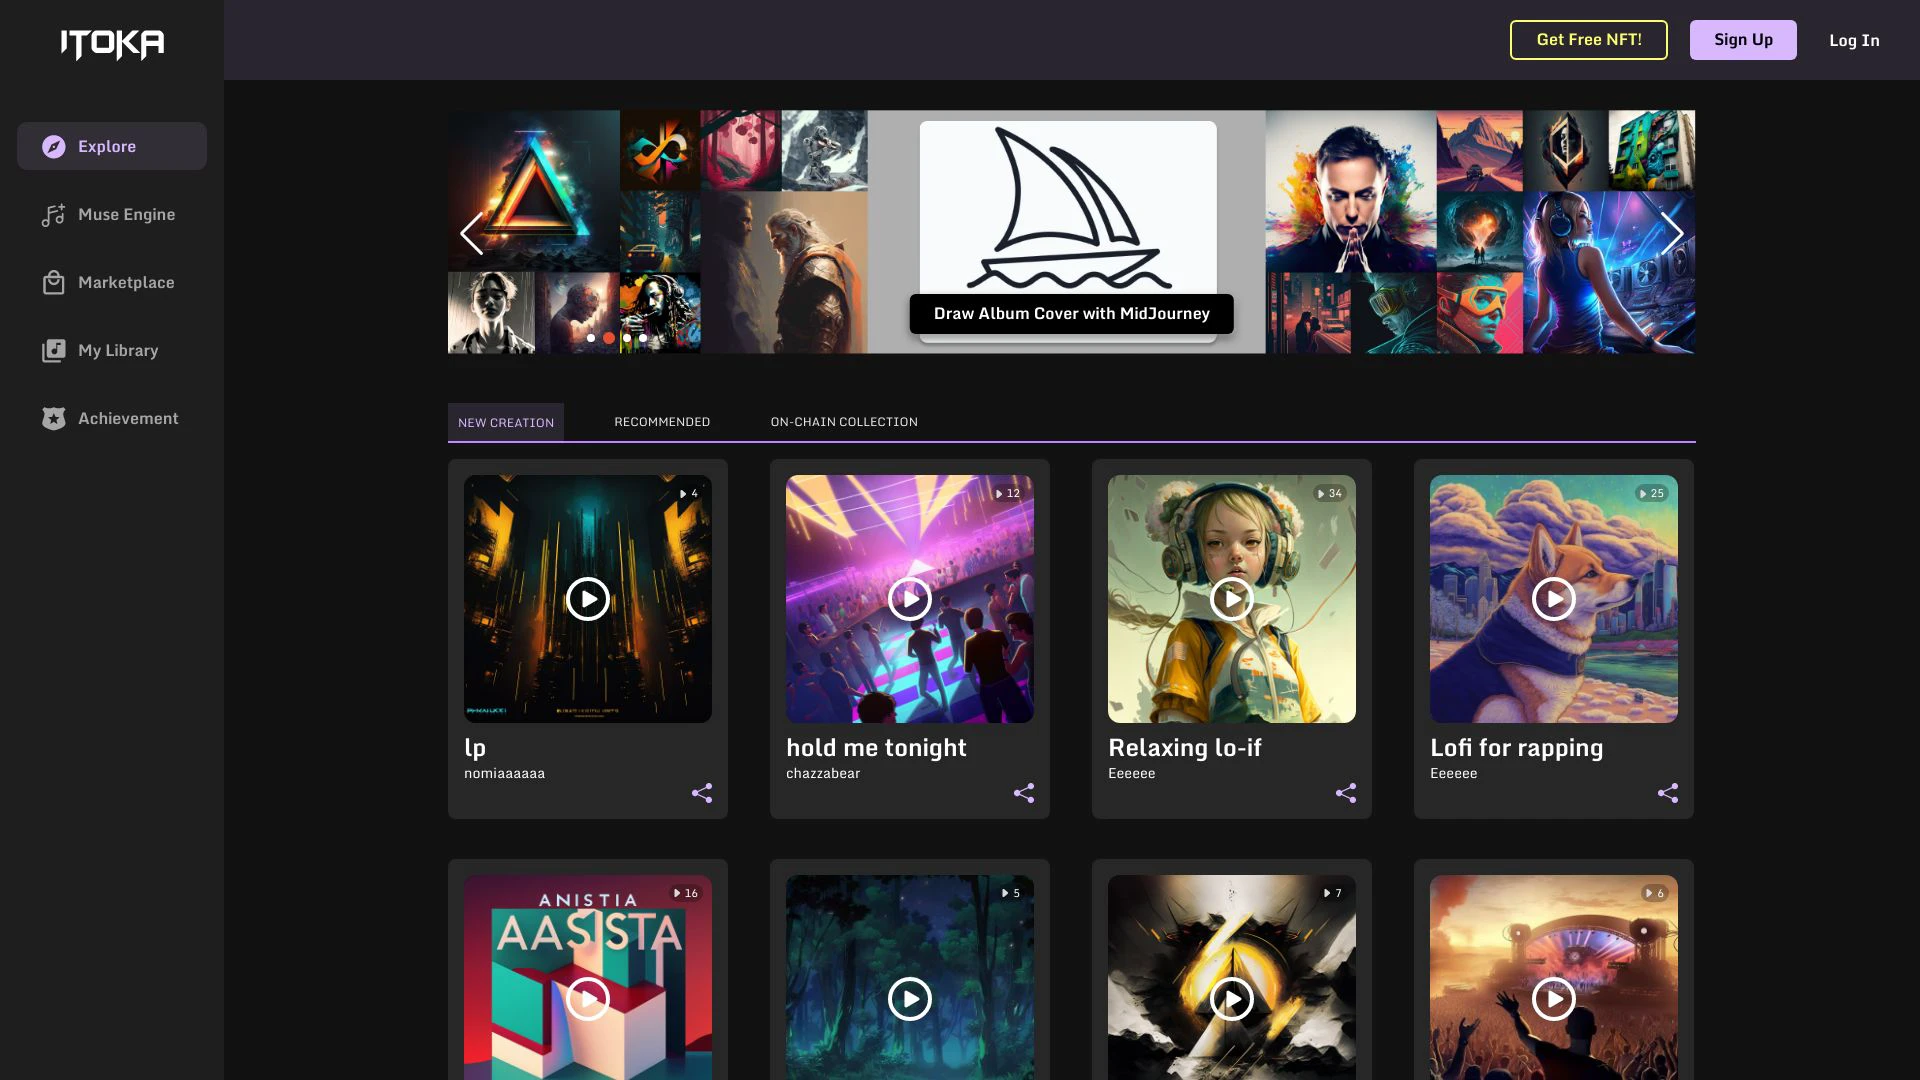 ITOKA
Get Free NFT!
Sign Up
Log In
Explore
Muse Engine
Marketplace
My Library
Achievement
Draw Album Cover with MidJourney
NEW CREATION
RECOMMENDED
ON-CHAIN COLLECTION
4
12
34
25
lp
nomiaaaaaa
hold me tonight
chazzabear
Relaxing lo-if
Eeeeee
Lofi for rapping
Eeeeee
16
5
7
6
ANISTIA
AASISTA